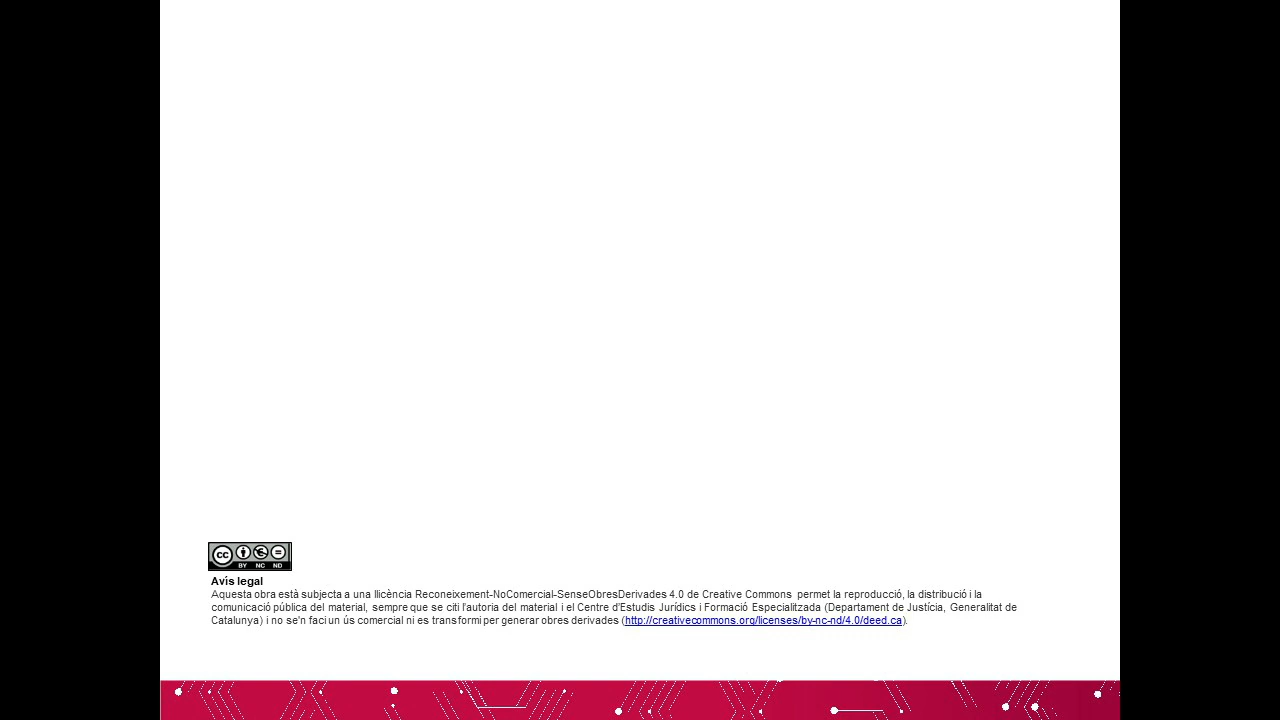 cc BY NC ND
Avís legal
Aquesta obra està subjecta a una llicència Reconeixement-NoComercial-SenseObresDerivades 4.0 de Creative Commons permet la reproducció, la distribució i la
comunicació pública del material, sempre que se citi l'autoria del material i el Centre d'Estudis Jurídics i Formació Especialitzada (Departament de Justícia, Generalitat de
Catalunya) i no se'n faci un ús comercial ni es transformi per generar obres derivades (http://creativecommons.org/licenses/by-nc-nd/4.0/deed.ca).